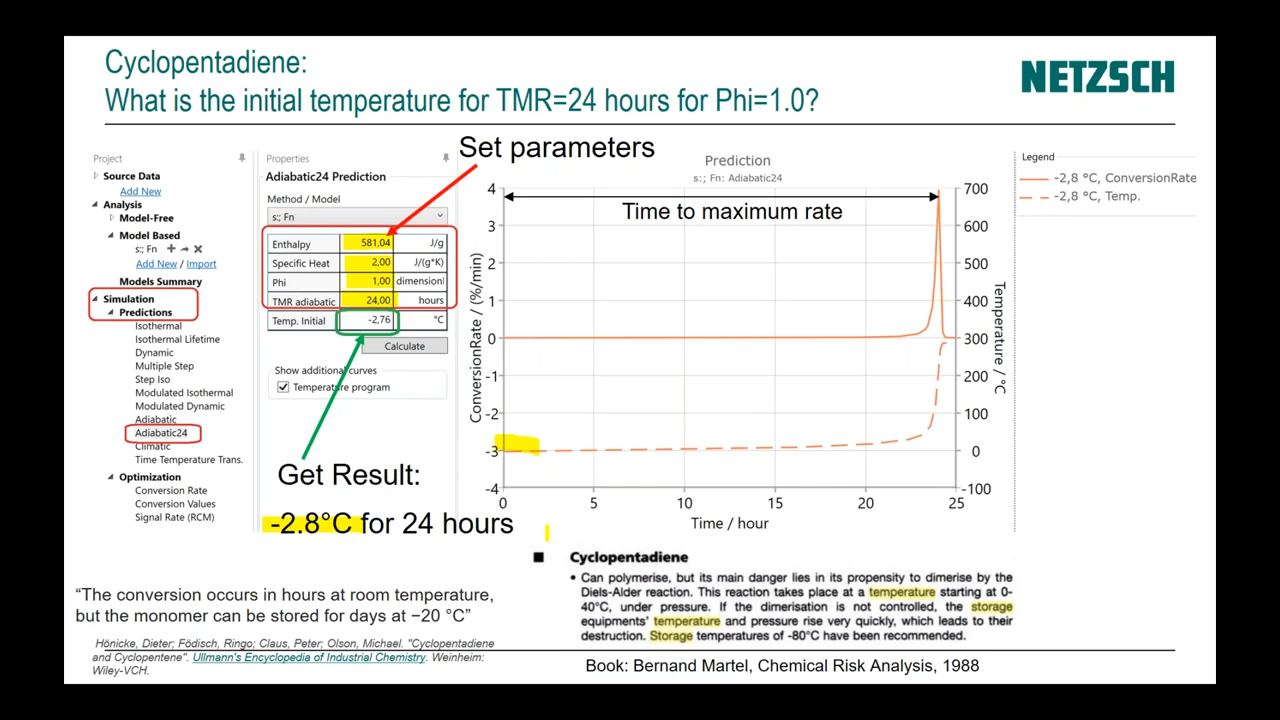 Cyclopentadiene:
What is the initial temperature for TMR=24 hours for Phi=1.0?
NETZSCH
Project
Source Data
Add New
Analysis
Model-Free
Model Based
s:; Fn
Add New / Import
Models Summary
Simulation
Predictions
Isothermal
Isothermal Lifetime
Dynamic
Multiple Step
Step Iso
Modulated Isothermal
Modulated Dynamic
Adiabatic
Adiabatic24
Climatic
Time Temperature Trans.
Optimization
Conversion Rate
Conversion Values
Signal Rate (RCM)
Properties
Adiabatic24 Prediction
Method / Model
s:; Fn
Enthalpy 581,04 J/g
Specific Heat 2,00 J/(g*K)
Phi 1,00 dimensionl
TMR adiabatic 24,00 hours
Temp. Initial -2,76 °C
Calculate
Show additional curves
Temperature program
Set parameters
Get Result:
-2.8°C for 24 hours
Prediction
s:; Fn: Adiabatic24
Time to maximum rate
ConversionRate / (%/min)
4
3
2
1
0
-1
-2
-3
-4
0 5 10 15 20 25
Time / hour
700
600
500
400
300
200
100
0
-100
Temperature / °C
Legend
-2,8 °C, ConversionRate
-2,8 °C, Temp.
“The conversion occurs in hours at room temperature,
but the monomer can be stored for days at −20 °C”
Hönicke, Dieter; Födisch, Ringo; Claus, Peter; Olson, Michael. "Cyclopentadiene
and Cyclopentene". Ullmann's Encyclopedia of Industrial Chemistry. Weinheim:
Wiley-VCH.
■ Cyclopentadiene
• Can polymerise, but its main danger lies in its propensity to dimerise by the
Diels-Alder reaction. This reaction takes place at a temperature starting at 0-
40°C, under pressure. If the dimerisation is not controlled, the storage
equipments' temperature and pressure rise very quickly, which leads to their
destruction. Storage temperatures of -80°C have been recommended.
Book: Bernand Martel, Chemical Risk Analysis, 1988